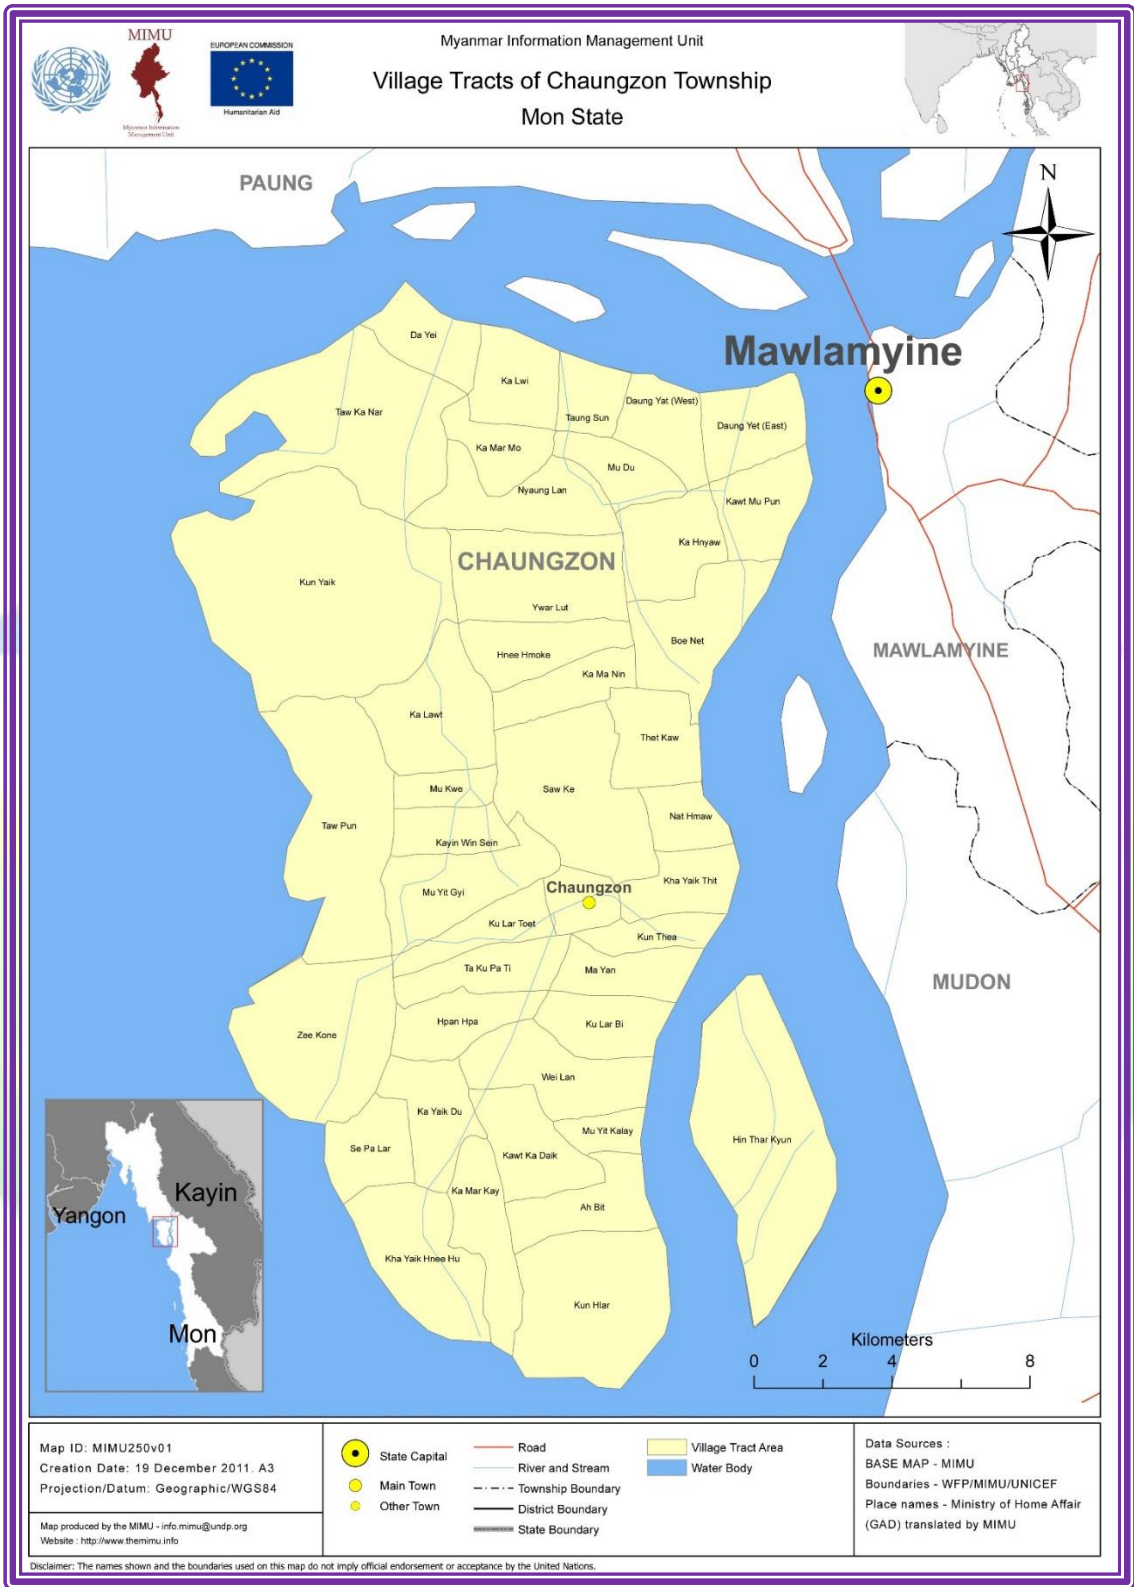 MIMU
Myanmar Information
Management Unit
EUROPEAN COMMISSION
Humanitarian Aid
Myanmar Information Management Unit
Village Tracts of Chaungzon Township
Mon State
PAUNG
N
Mawlamyine
Da Yei
Ka Lwi
Taw Ka Nar
Taung Sun
Daung Yat (West)
Daung Yet (East)
Ka Mar Mo
Mu Du
Nyaung Lan
Kawt Mu Pun
Ka Hnyaw
CHAUNGZON
Kun Yaik
Ywar Lut
Boe Net
MAWLAMYINE
Hnee Hmoke
Ka Ma Nin
Ka Lawt
Thet Kaw
Mu Kwe
Saw Ke
Nat Hmaw
Taw Pun
Kayin Win Sein
Kha Yaik Thit
Chaungzon
Mu Yit Gyi
Ku Lar Toet
Kun Thea
Ta Ku Pa Ti
Ma Yan
MUDON
Hpan Hpa
Ku Lar Bi
Zee Kone
Wei Lan
Ka Yaik Du
Mu Yit Kalay
Hin Thar Kyun
Se Pa Lar
Kawt Ka Daik
Ka Mar Kay
Ah Bit
Kha Yaik Hnee Hu
Kun Hlar
Kayin
Yangon
Mon
Kilometers
0 2 4 8
Map ID: MIMU250v01
Creation Date: 19 December 2011. A3
Projection/Datum: Geographic/WGS84
Map produced by the MIMU - info.mimu@undp.org
Website : http://www.themimu.info
State Capital
Main Town
Other Town
Road
River and Stream
Township Boundary
District Boundary
State Boundary
Village Tract Area
Water Body
Data Sources :
BASE MAP - MIMU
Boundaries - WFP/MIMU/UNICEF
Place names - Ministry of Home Affair
(GAD) translated by MIMU
Disclaimer: The names shown and the boundaries used on this map do not imply official endorsement or acceptance by the United Nations.